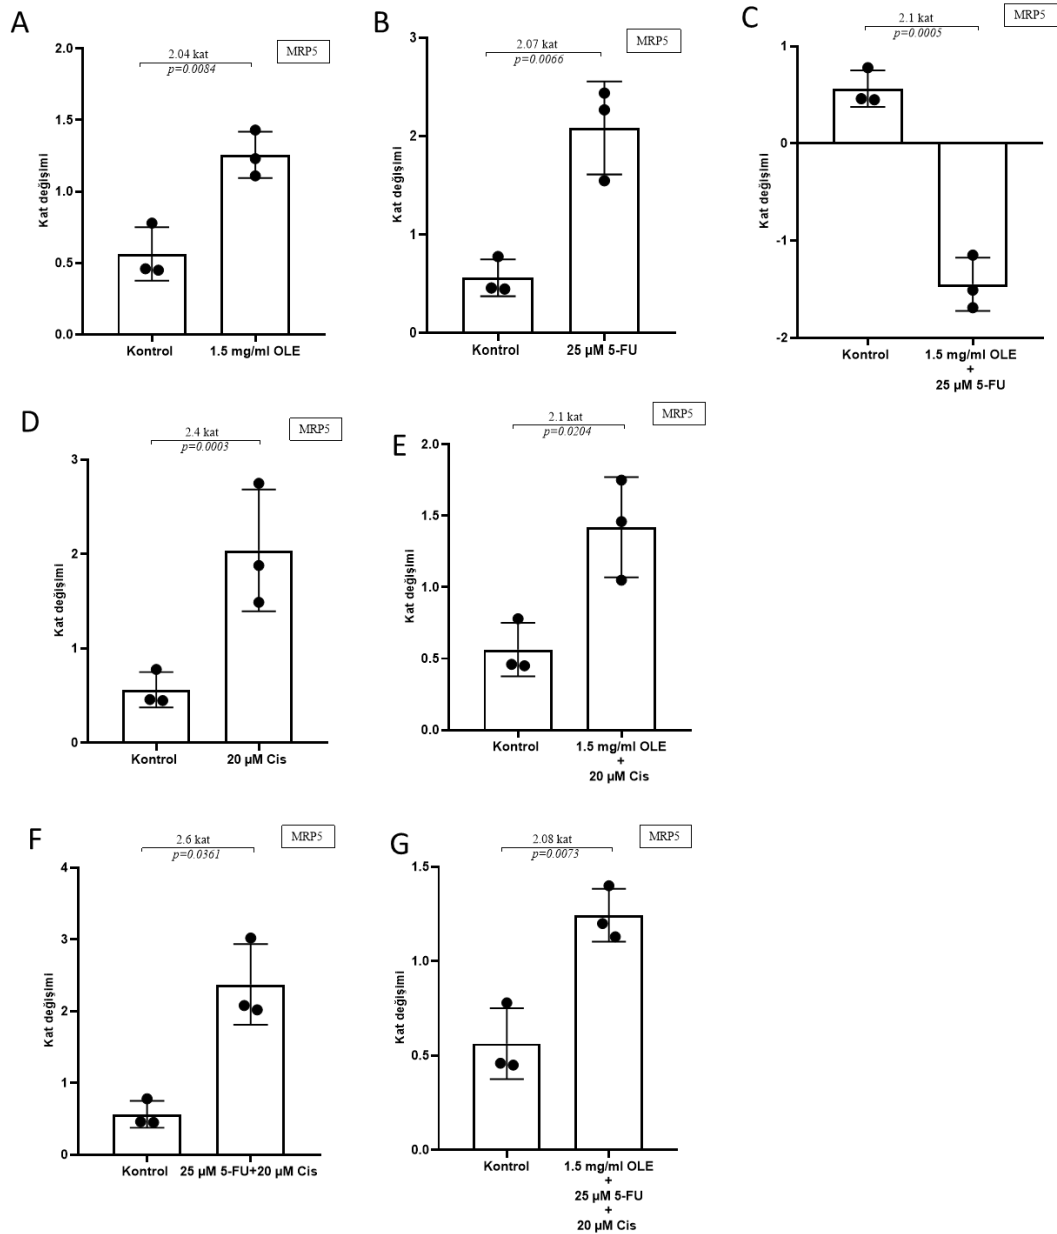 A
2.04 kat
p=0.0084
MRP5
Kat değişimi
2.0
1.5
1.0
0.5
0.0
Kontrol
1.5 mg/ml OLE
B
2.07 kat
p=0.0066
MRP5
Kat değişimi
3
2
1
0
Kontrol
25 µM 5-FU
C
2.1 kat
p=0.0005
MRP5
Kat değişimi
1
0
-1
-2
Kontrol
1.5 mg/ml OLE
+
25 µM 5-FU
D
2.4 kat
p=0.0003
MRP5
Kat değişimi
3
2
1
0
Kontrol
20 µM Cis
E
2.1 kat
p=0.0204
MRP5
Kat değişimi
2.0
1.5
1.0
0.5
0.0
Kontrol
1.5 mg/ml OLE
+
20 µM Cis
F
2.6 kat
p=0.0361
MRP5
Kat değişimi
4
3
2
1
0
Kontrol
25 µM 5-FU+20 µM Cis
G
2.08 kat
p=0.0073
MRP5
Kat değişimi
1.5
1.0
0.5
0.0
Kontrol
1.5 mg/ml OLE
+
25 µM 5-FU
+
20 µM Cis